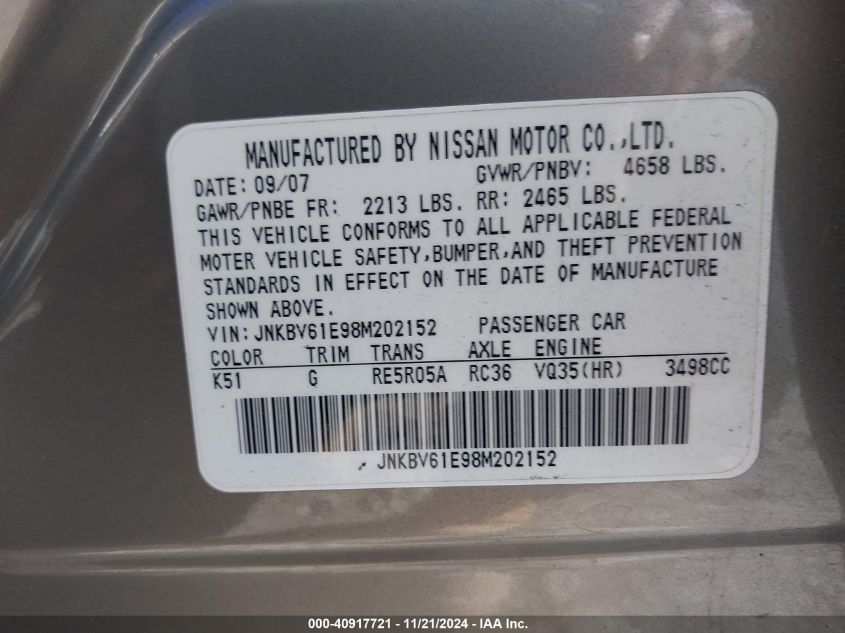 MANUFACTURED BY NISSAN MOTOR CO.,LTD.
DATE: 09/07 GVWR/PNBV: 4658 LBS.
GAWR/PNBE FR: 2213 LBS. RR: 2465 LBS.
THIS VEHICLE CONFORMS TO ALL APPLICABLE FEDERAL
MOTER VEHICLE SAFETY,BUMPER,AND THEFT PREVENTION
STANDARDS IN EFFECT ON THE DATE OF MANUFACTURE
SHOWN ABOVE.
VIN:JNKBV61E98M202152 PASSENGER CAR
COLOR TRIM TRANS AXLE ENGINE
K51 G RE5R05A RC36 VQ35(HR) 3498CC
JNKBV61E98M202152
000-40917721 - 11/21/2024 - IAA Inc.